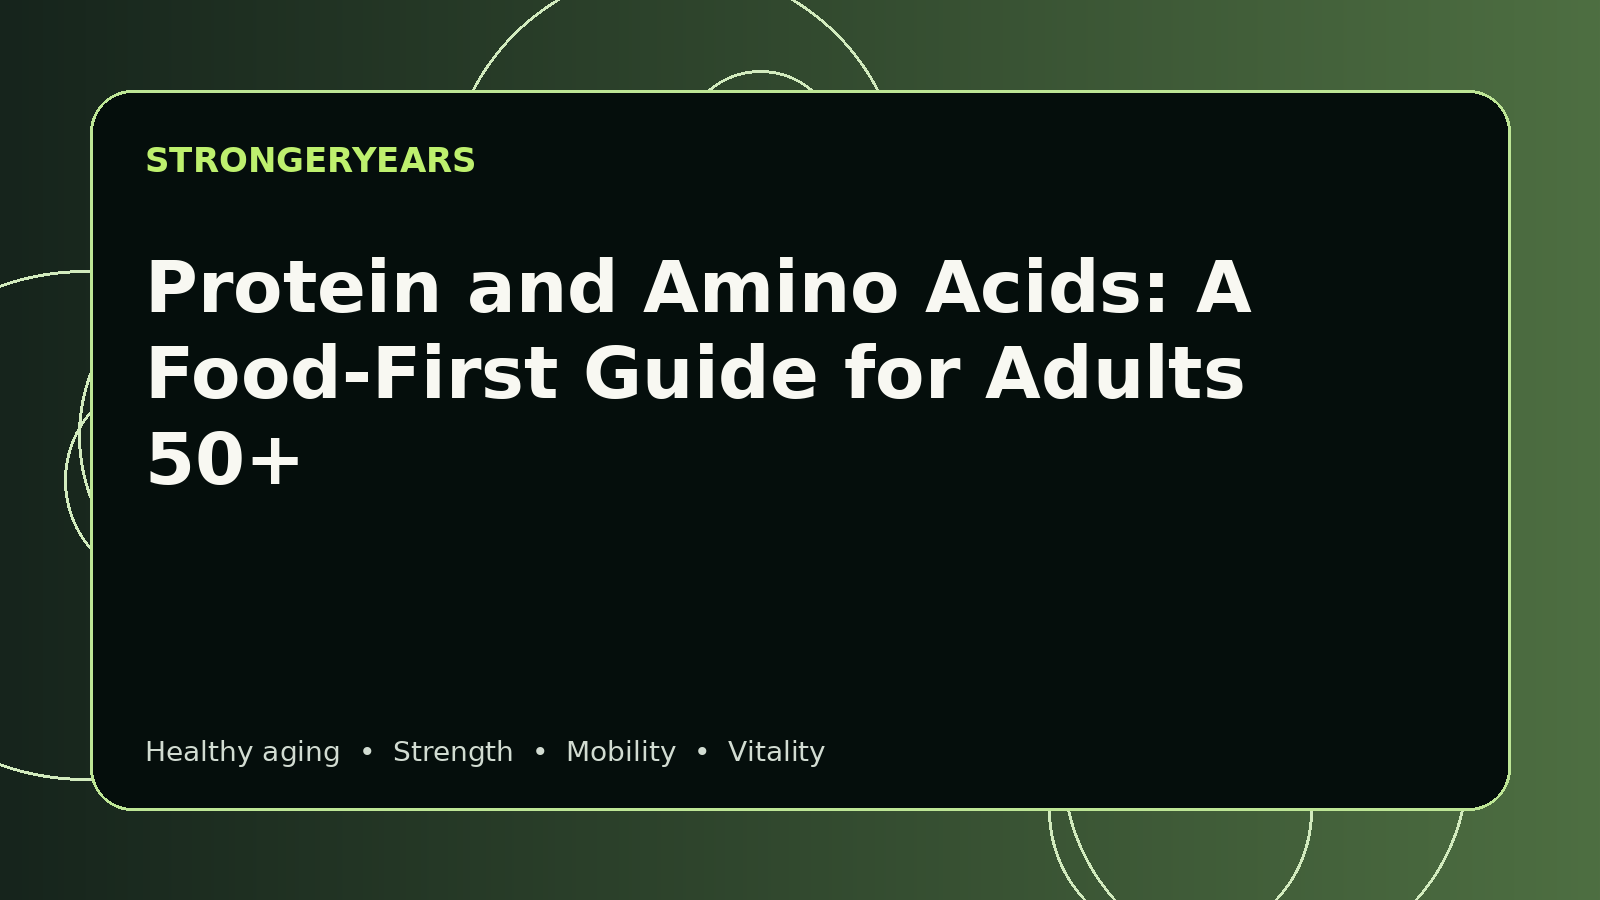 STRONGERYEARS
Protein and Amino Acids: A
Food-First Guide for Adults
50+
Healthy aging • Strength • Mobility • Vitality